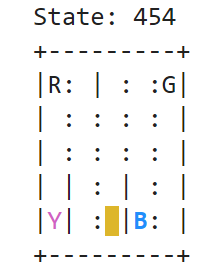 State: 454
+---------+
|R: | : :G|
| : : : : |
| : : : : |
| | : | : |
|Y| : |B: |
+---------+